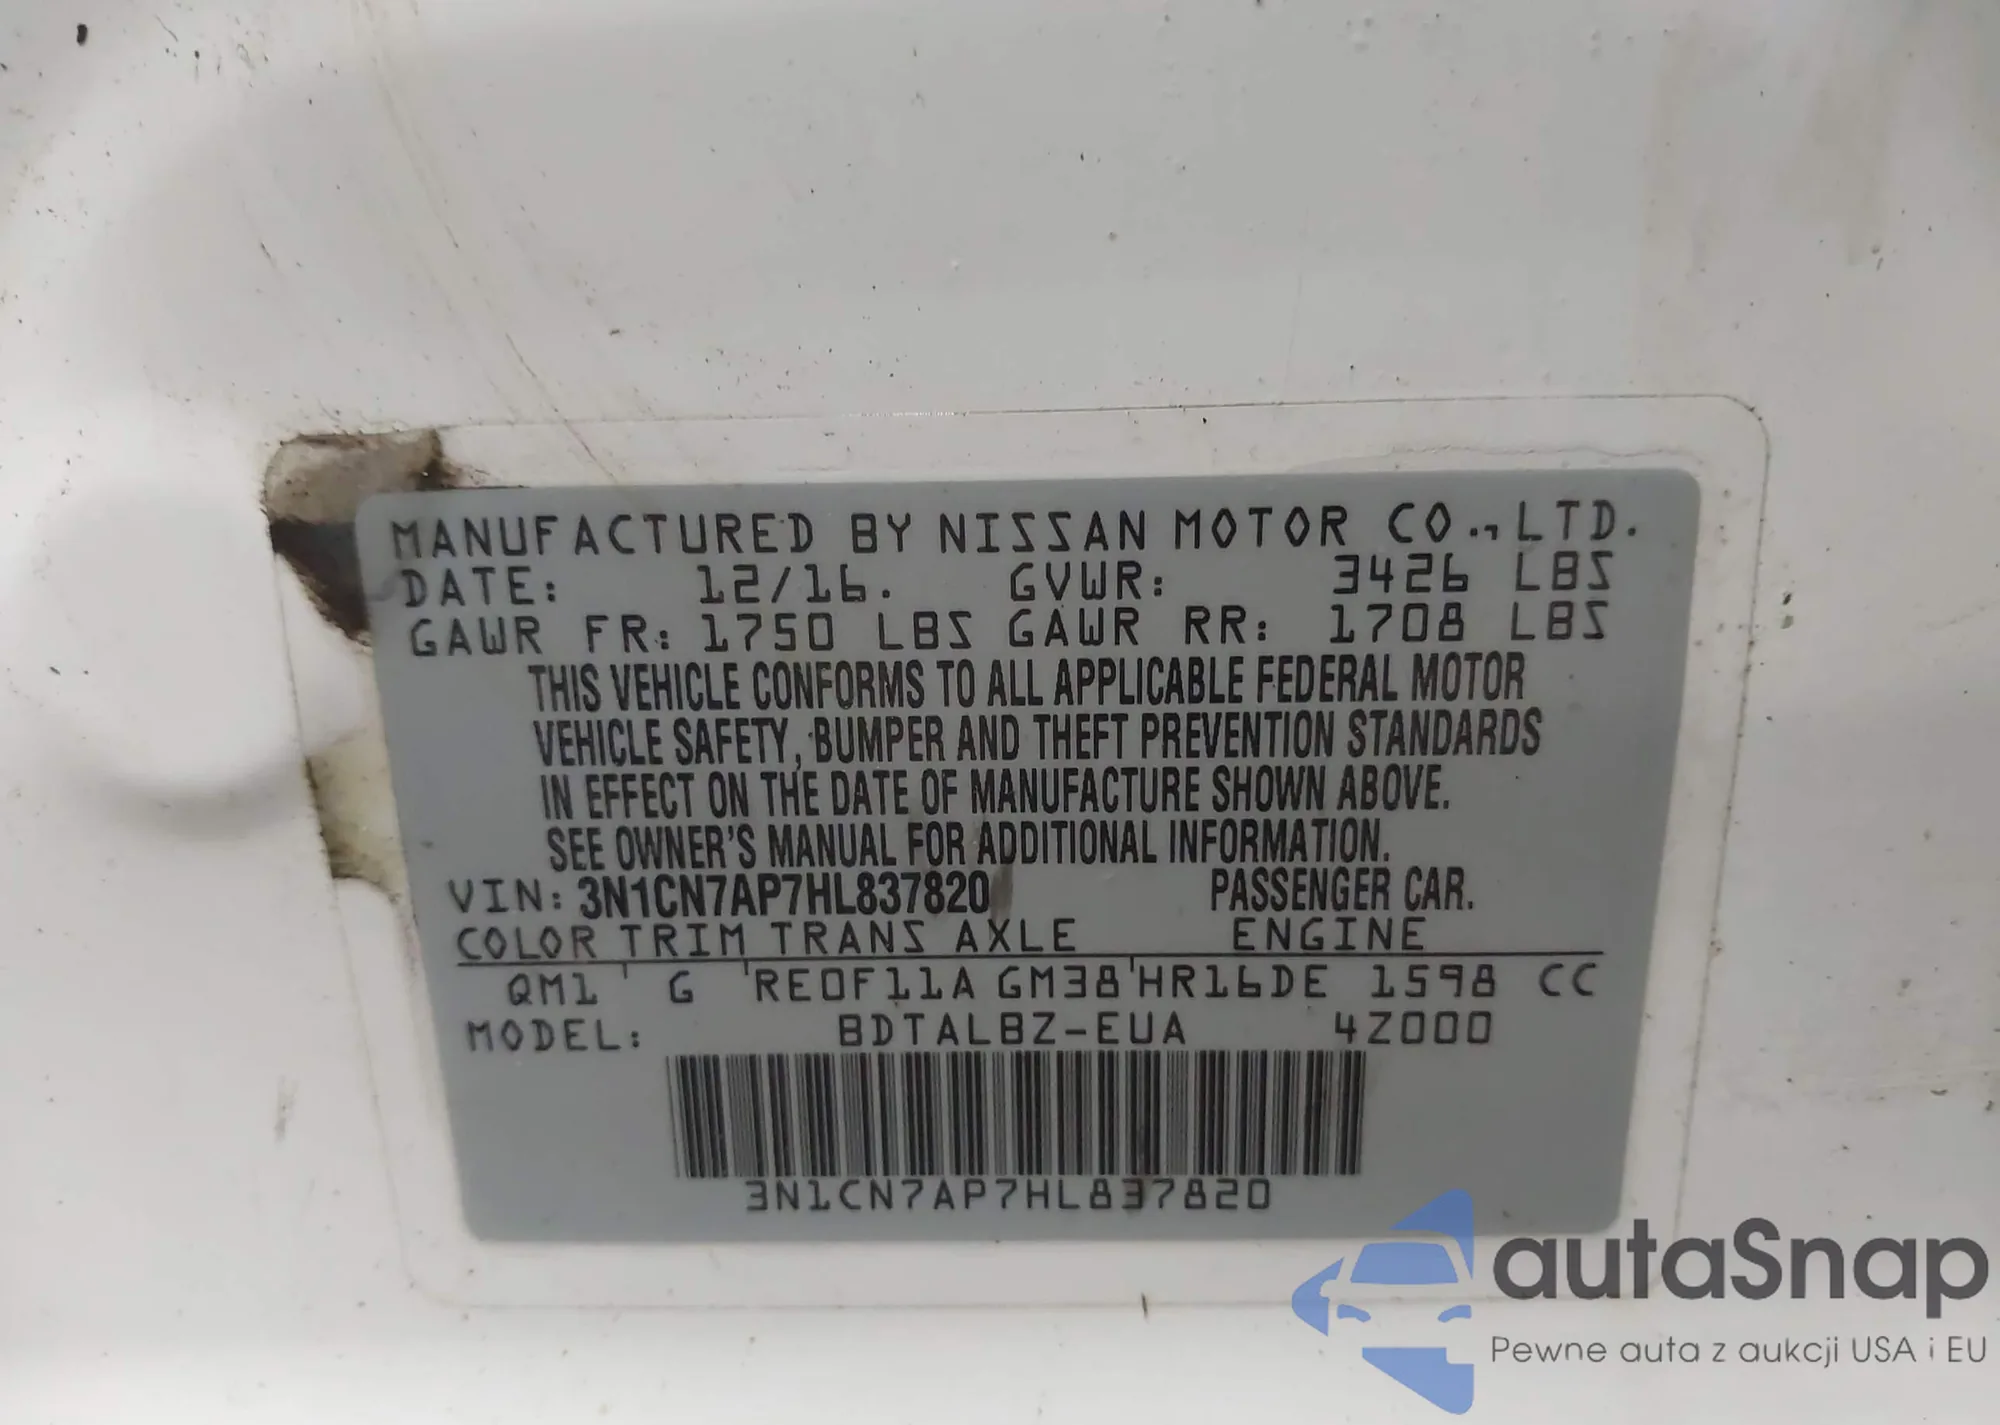 MANUFACTURED BY NISSAN MOTOR CO., LTD.
DATE: 12/16. GVWR: 3426 LBS
GAWR FR: 1750 LBS GAWR RR: 1708 LBS
THIS VEHICLE CONFORMS TO ALL APPLICABLE FEDERAL MOTOR
VEHICLE SAFETY, BUMPER AND THEFT PREVENTION STANDARDS
IN EFFECT ON THE DATE OF MANUFACTURE SHOWN ABOVE.
SEE OWNER'S MANUAL FOR ADDITIONAL INFORMATION.
VIN: 3N1CN7AP7HL837820 PASSENGER CAR.
COLOR TRIM TRANS AXLE ENGINE
QM1 G RE0F11A GM38 HR16DE 1598 CC
MODEL: BDTALBZ-EUA 4Z000
3N1CN7AP7HL837820
autaSnap
Pewne auta z aukcji USA i EU